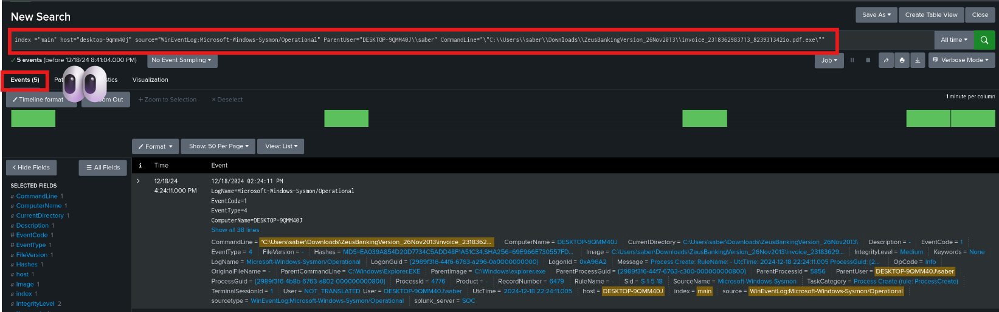 New Search
Save As
Create Table View
Close
index ="main" host="desktop-9qmm40j" source="WinEventLog:Microsoft-Windows-Sysmon/Operational" ParentUser="DESKTOP-9QMM40J\\saber" CommandLine="\"C:\\Users\\saber\\Downloads\\ZeusBankingVersion_26Nov2013\\invoice_2318362983713_823931342io.pdf.exe\""
All time
5 events (before 12/18/24 8:41:04.000 PM)
No Event Sampling
Job
Verbose Mode
Events (5)
Pat
stics
Visualization
Timeline format
om Out
+ Zoom to Selection
× Deselect
1 minute per column
Format
Show: 50 Per Page
View: List
< Hide Fields
All Fields
i Time Event
SELECTED FIELDS
a CommandLine 1
a ComputerName 1
a CurrentDirectory 1
a Description 1
# EventCode 1
# EventType 1
a FileVersion 1
a Hashes 1
a host 1
a Image 1
a index 1
a IntegrityLevel 2
12/18/24
4:24:11.000 PM
12/18/2024 02:24:11 PM
LogName=Microsoft-Windows-Sysmon/Operational
EventCode=1
EventType=4
ComputerName=DESKTOP-9QMM40J
Show all 38 lines
CommandLine = "C:\Users\saber\Downloads\ZeusBankingVersion_26Nov2013\invoice_2318362... ComputerName = DESKTOP-9QMM40J CurrentDirectory = C:\Users\saber\Downloads\ZeusBankingVersion_26Nov2013\ Description = - EventCode = 1
EventType = 4 FileVersion = - Hashes = MD5=EA039A854D20D7734C5ADD48F1A51C34,SHA256=69E966E730557FD... Image = C:\Users\saber\Downloads\ZeusBankingVersion_26Nov2013\invoice_23183629... IntegrityLevel = Medium Keywords = None
LogName = Microsoft-Windows-Sysmon/Operational LogonGuid = {2989f316-44f6-6763-a296-0a0000000000} LogonId = 0xA96A2 Message = Process Create: RuleName: - UtcTime: 2024-12-18 22:24:11.005 ProcessGuid: {2... OpCode = Info
OriginalFileName = - ParentCommandLine = C:\Windows\Explorer.EXE ParentImage = C:\Windows\explorer.exe ParentProcessGuid = {2989f316-44f7-6763-c300-000000000800} ParentProcessId = 5856 ParentUser = DESKTOP-9QMM40J\saber
ProcessGuid = {2989f316-4b8b-6763-a802-000000000800} ProcessId = 4776 Product = - RecordNumber = 6479 RuleName = - Sid = S-1-5-18 SourceName = Microsoft-Windows-Sysmon TaskCategory = Process Create (rule: ProcessCreate)
TerminalSessionId = 1 User = NOT_TRANSLATED User = DESKTOP-9QMM40J\saber UtcTime = 2024-12-18 22:24:11.005 host = DESKTOP-9QMM40J index = main source = WinEventLog:Microsoft-Windows-Sysmon/Operational
sourcetype = WinEventLog:Microsoft-Windows-Sysmon/Operational splunk_server = SOC